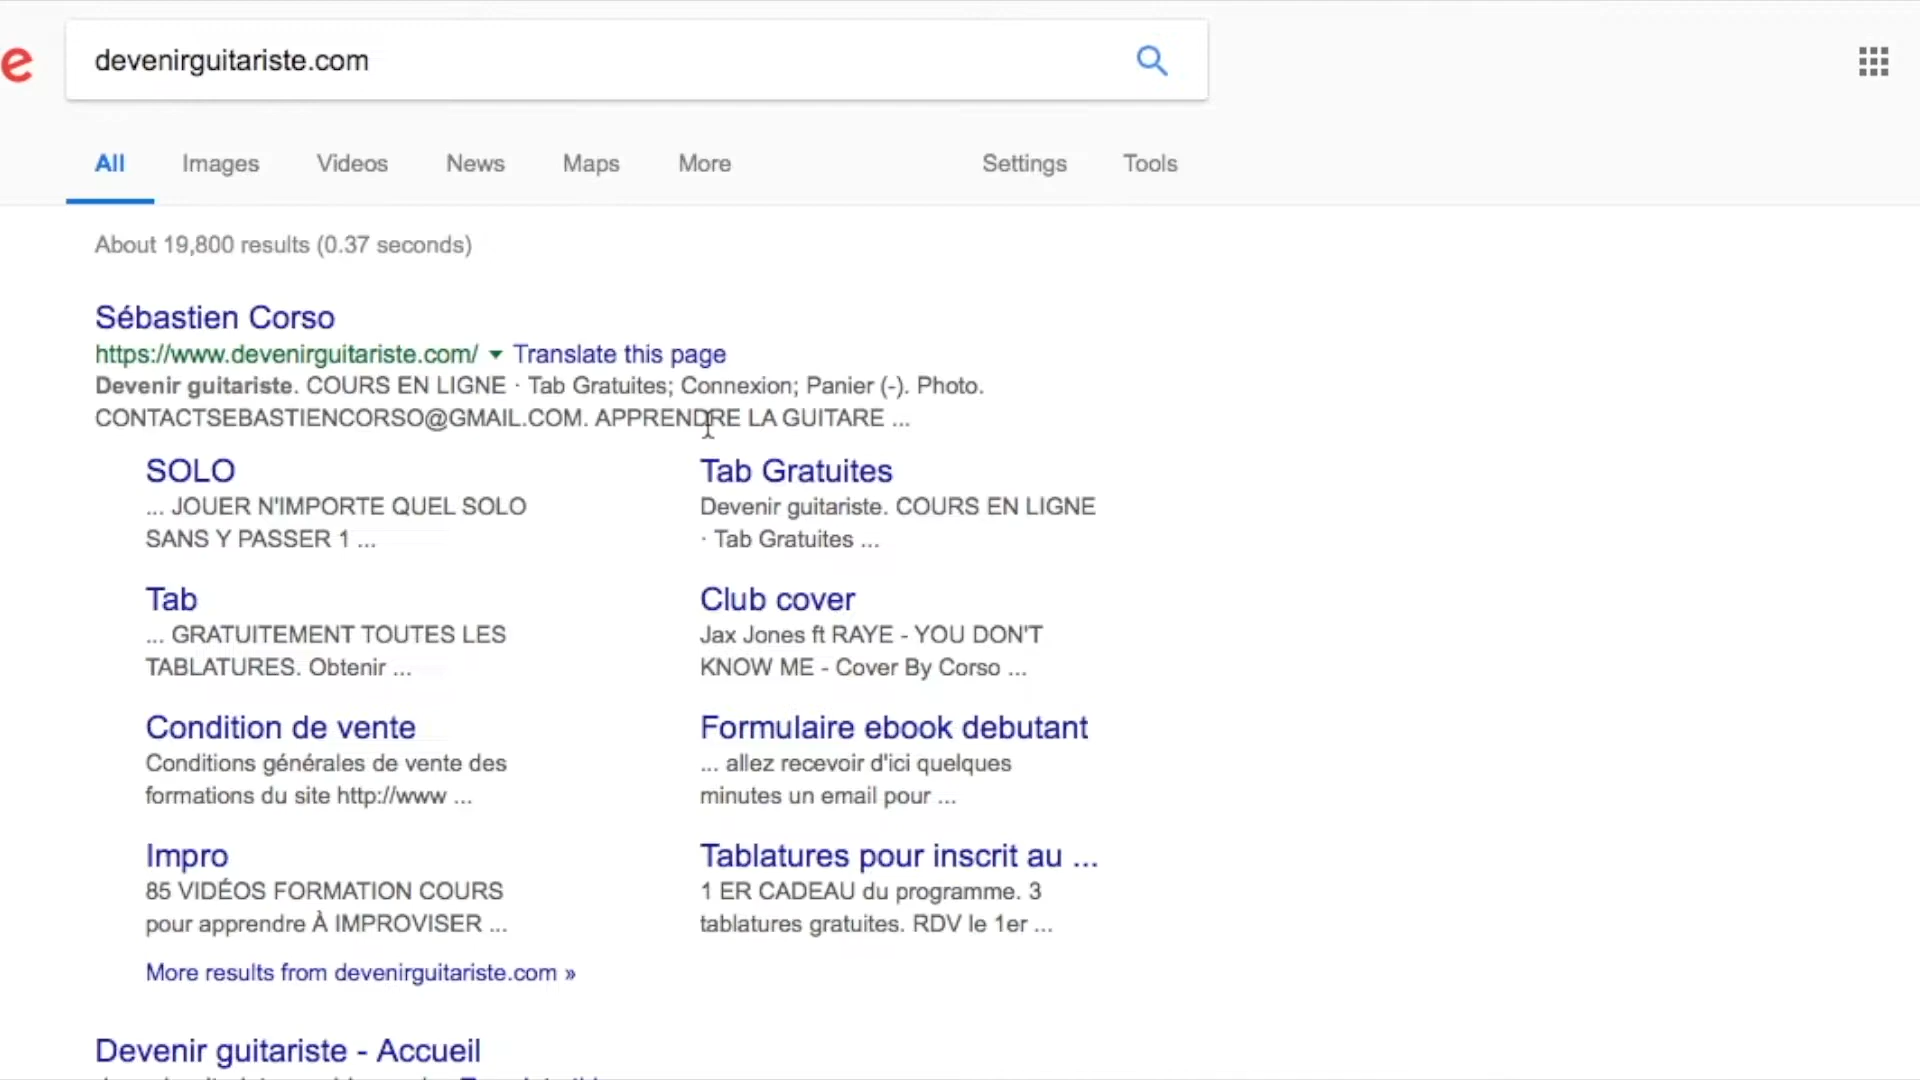 e
devenirguitariste.com
All Images Videos News Maps More Settings Tools
About 19,800 results (0.37 seconds)
Sébastien Corso
https://www.devenirguitariste.com/ Translate this page
Devenir guitariste. COURS EN LIGNE · Tab Gratuites; Connexion; Panier (-). Photo.
CONTACTSEBASTIENCORSO@GMAIL.COM. APPRENDRE LA GUITARE ...
SOLO
... JOUER N'IMPORTE QUEL SOLO
SANS Y PASSER 1 ...
Tab Gratuites
Devenir guitariste. COURS EN LIGNE
· Tab Gratuites ...
Tab
... GRATUITEMENT TOUTES LES
TABLATURES. Obtenir ...
Club cover
Jax Jones ft RAYE - YOU DON'T
KNOW ME - Cover By Corso ...
Condition de vente
Conditions générales de vente des
formations du site http://www ...
Formulaire ebook debutant
... allez recevoir d'ici quelques
minutes un email pour ...
Impro
85 VIDÉOS FORMATION COURS
pour apprendre À IMPROVISER ...
Tablatures pour inscrit au ...
1 ER CADEAU du programme. 3
tablatures gratuites. RDV le 1er ...
More results from devenirguitariste.com »
Devenir guitariste - Accueil